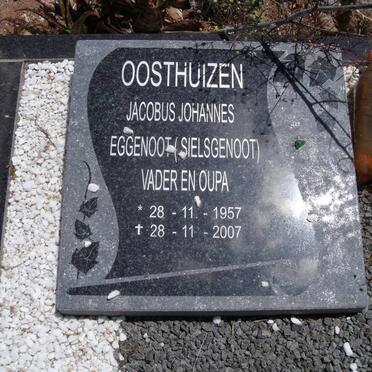 OOSTHUIZEN
JACOBUS JOHANNES
EGGENOOT (SIELSGENOOT)
VADER EN OUPA
* 28 - 11 - 1957
✝ 28 - 11 - 2007